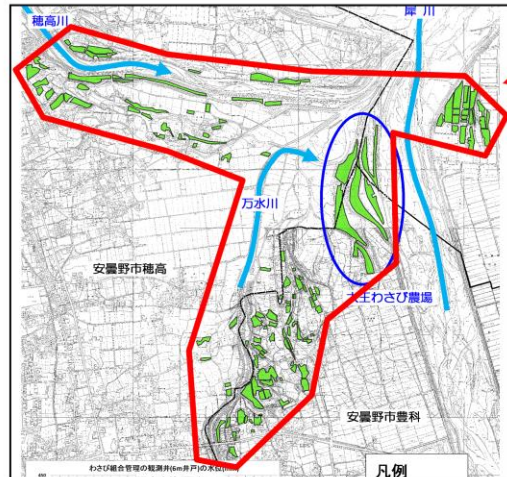 穂高川
犀川
万水川
安曇野市穂高
大王わさび農場
安曇野市豊科
わさび組合管理の観測井(6m井戸)の水位(m)
凡例